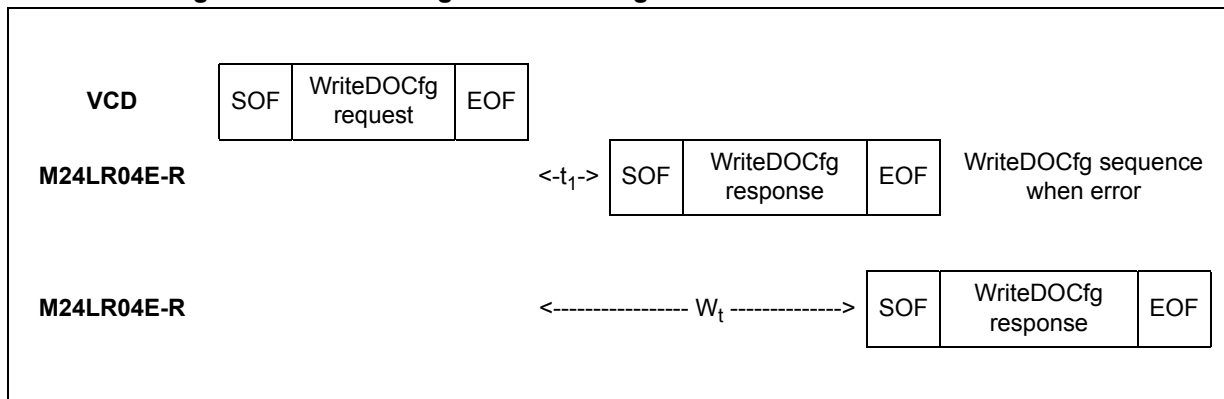 VCD SOF WriteDOCfg request EOF
M24LR04E-R <-t1-> SOF WriteDOCfg response EOF WriteDOCfg sequence when error
M24LR04E-R <----------------- Wt --------------> SOF WriteDOCfg response EOF